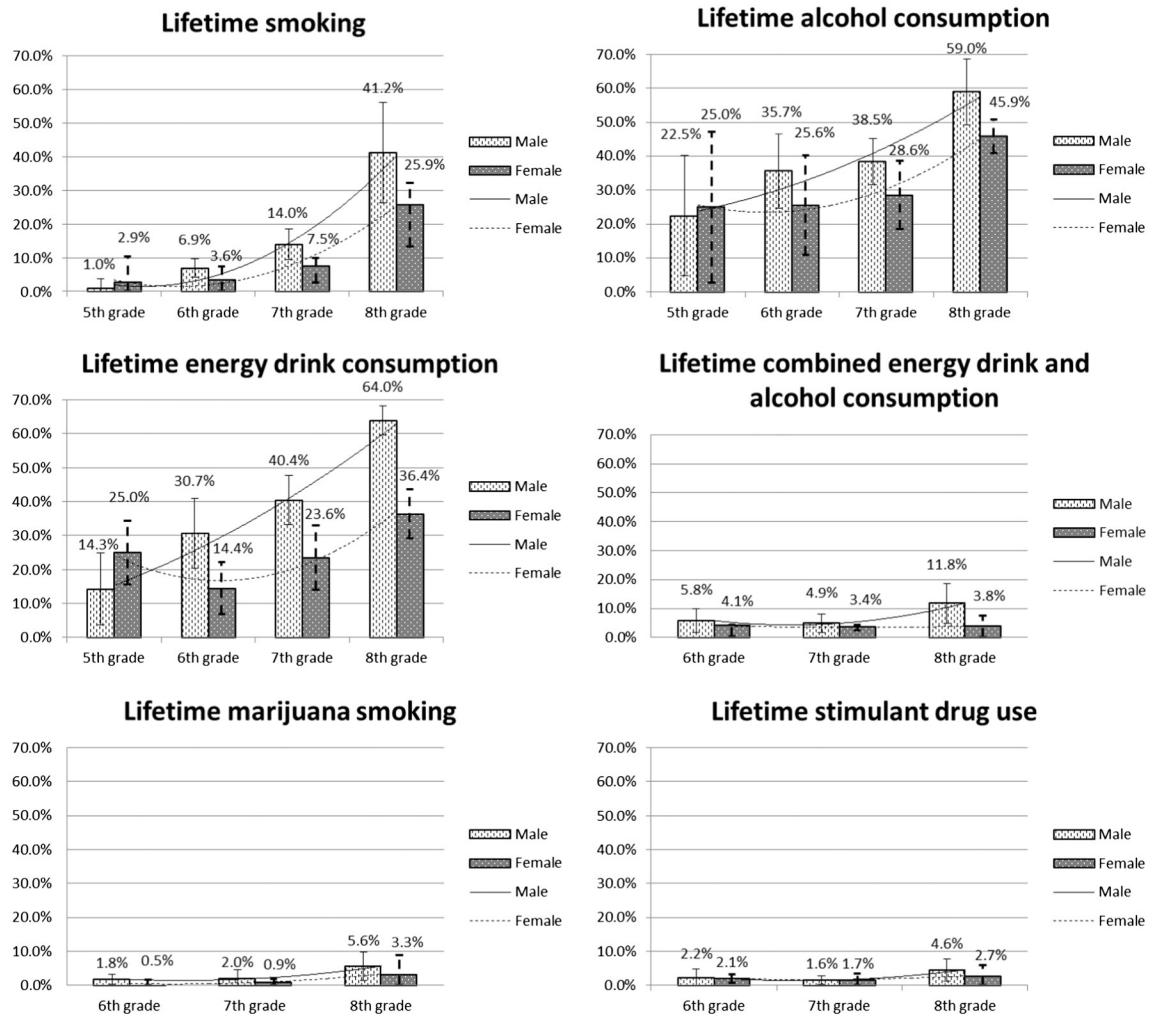 Lifetime smoking
70.0%
60.0%
50.0%
40.0%
30.0%
20.0%
10.0%
0.0%
1.0%
2.9%
6.9%
3.6%
14.0%
7.5%
41.2%
25.9%
5th grade 6th grade 7th grade 8th grade
Male
Female
Male
Female
Lifetime alcohol consumption
70.0%
60.0%
50.0%
40.0%
30.0%
20.0%
10.0%
0.0%
22.5%
25.0%
35.7%
25.6%
38.5%
28.6%
59.0%
45.9%
5th grade 6th grade 7th grade 8th grade
Male
Female
Male
Female
Lifetime energy drink consumption
70.0%
60.0%
50.0%
40.0%
30.0%
20.0%
10.0%
0.0%
14.3%
25.0%
30.7%
14.4%
40.4%
23.6%
64.0%
36.4%
5th grade 6th grade 7th grade 8th grade
Male
Female
Male
Female
Lifetime combined energy drink and
alcohol consumption
70.0%
60.0%
50.0%
40.0%
30.0%
20.0%
10.0%
0.0%
5.8%
4.1%
4.9%
3.4%
11.8%
3.8%
6th grade 7th grade 8th grade
Male
Female
Male
Female
Lifetime marijuana smoking
70.0%
60.0%
50.0%
40.0%
30.0%
20.0%
10.0%
0.0%
1.8%
0.5%
2.0%
0.9%
5.6%
3.3%
6th grade 7th grade 8th grade
Male
Female
Male
Female
Lifetime stimulant drug use
70.0%
60.0%
50.0%
40.0%
30.0%
20.0%
10.0%
0.0%
2.2%
2.1%
1.6%
1.7%
4.6%
2.7%
6th grade 7th grade 8th grade
Male
Female
Male
Female